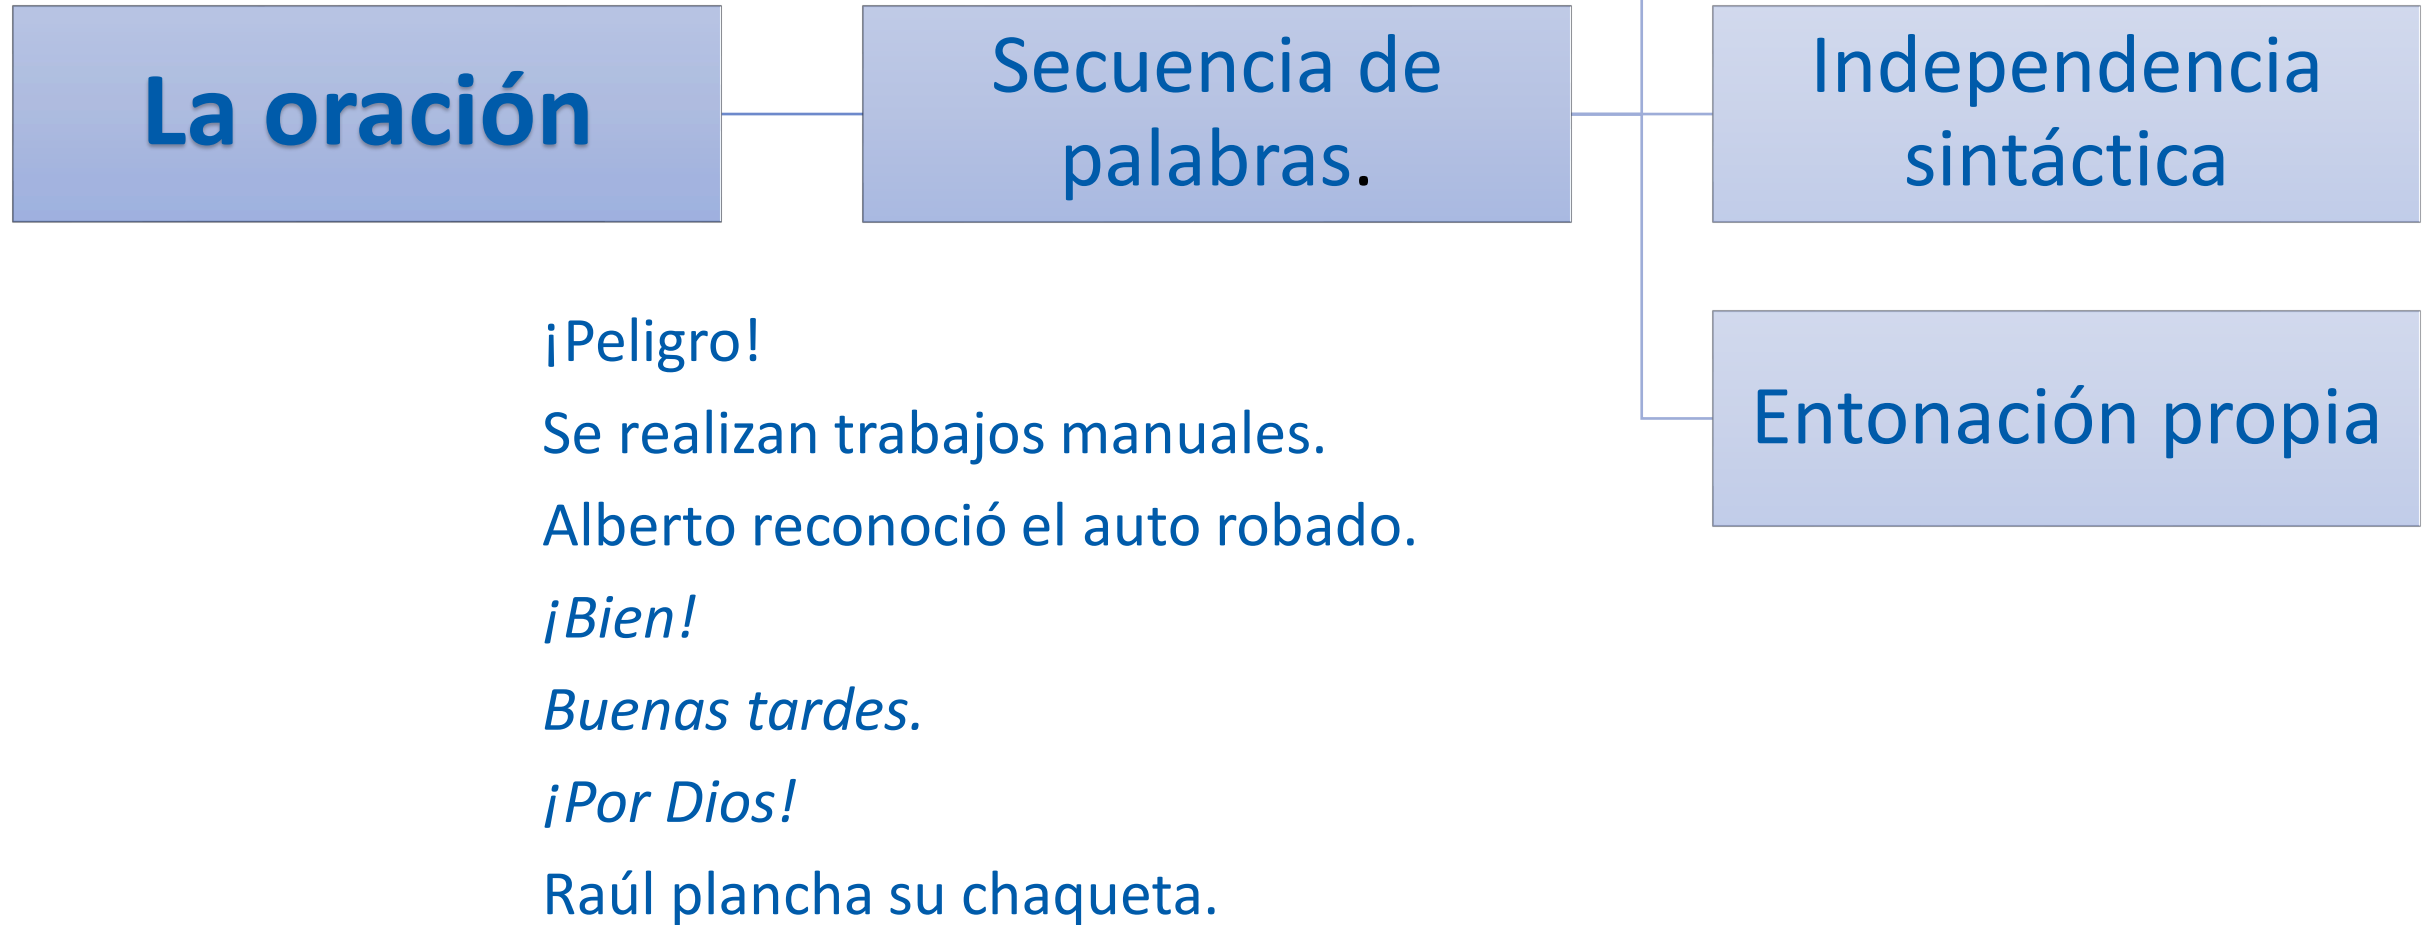 La oración
Secuencia de
palabras.
Independencia
sintáctica
Entonación propia
¡Peligro!
Se realizan trabajos manuales.
Alberto reconoció el auto robado.
¡Bien!
Buenas tardes.
¡Por Dios!
Raúl plancha su chaqueta.